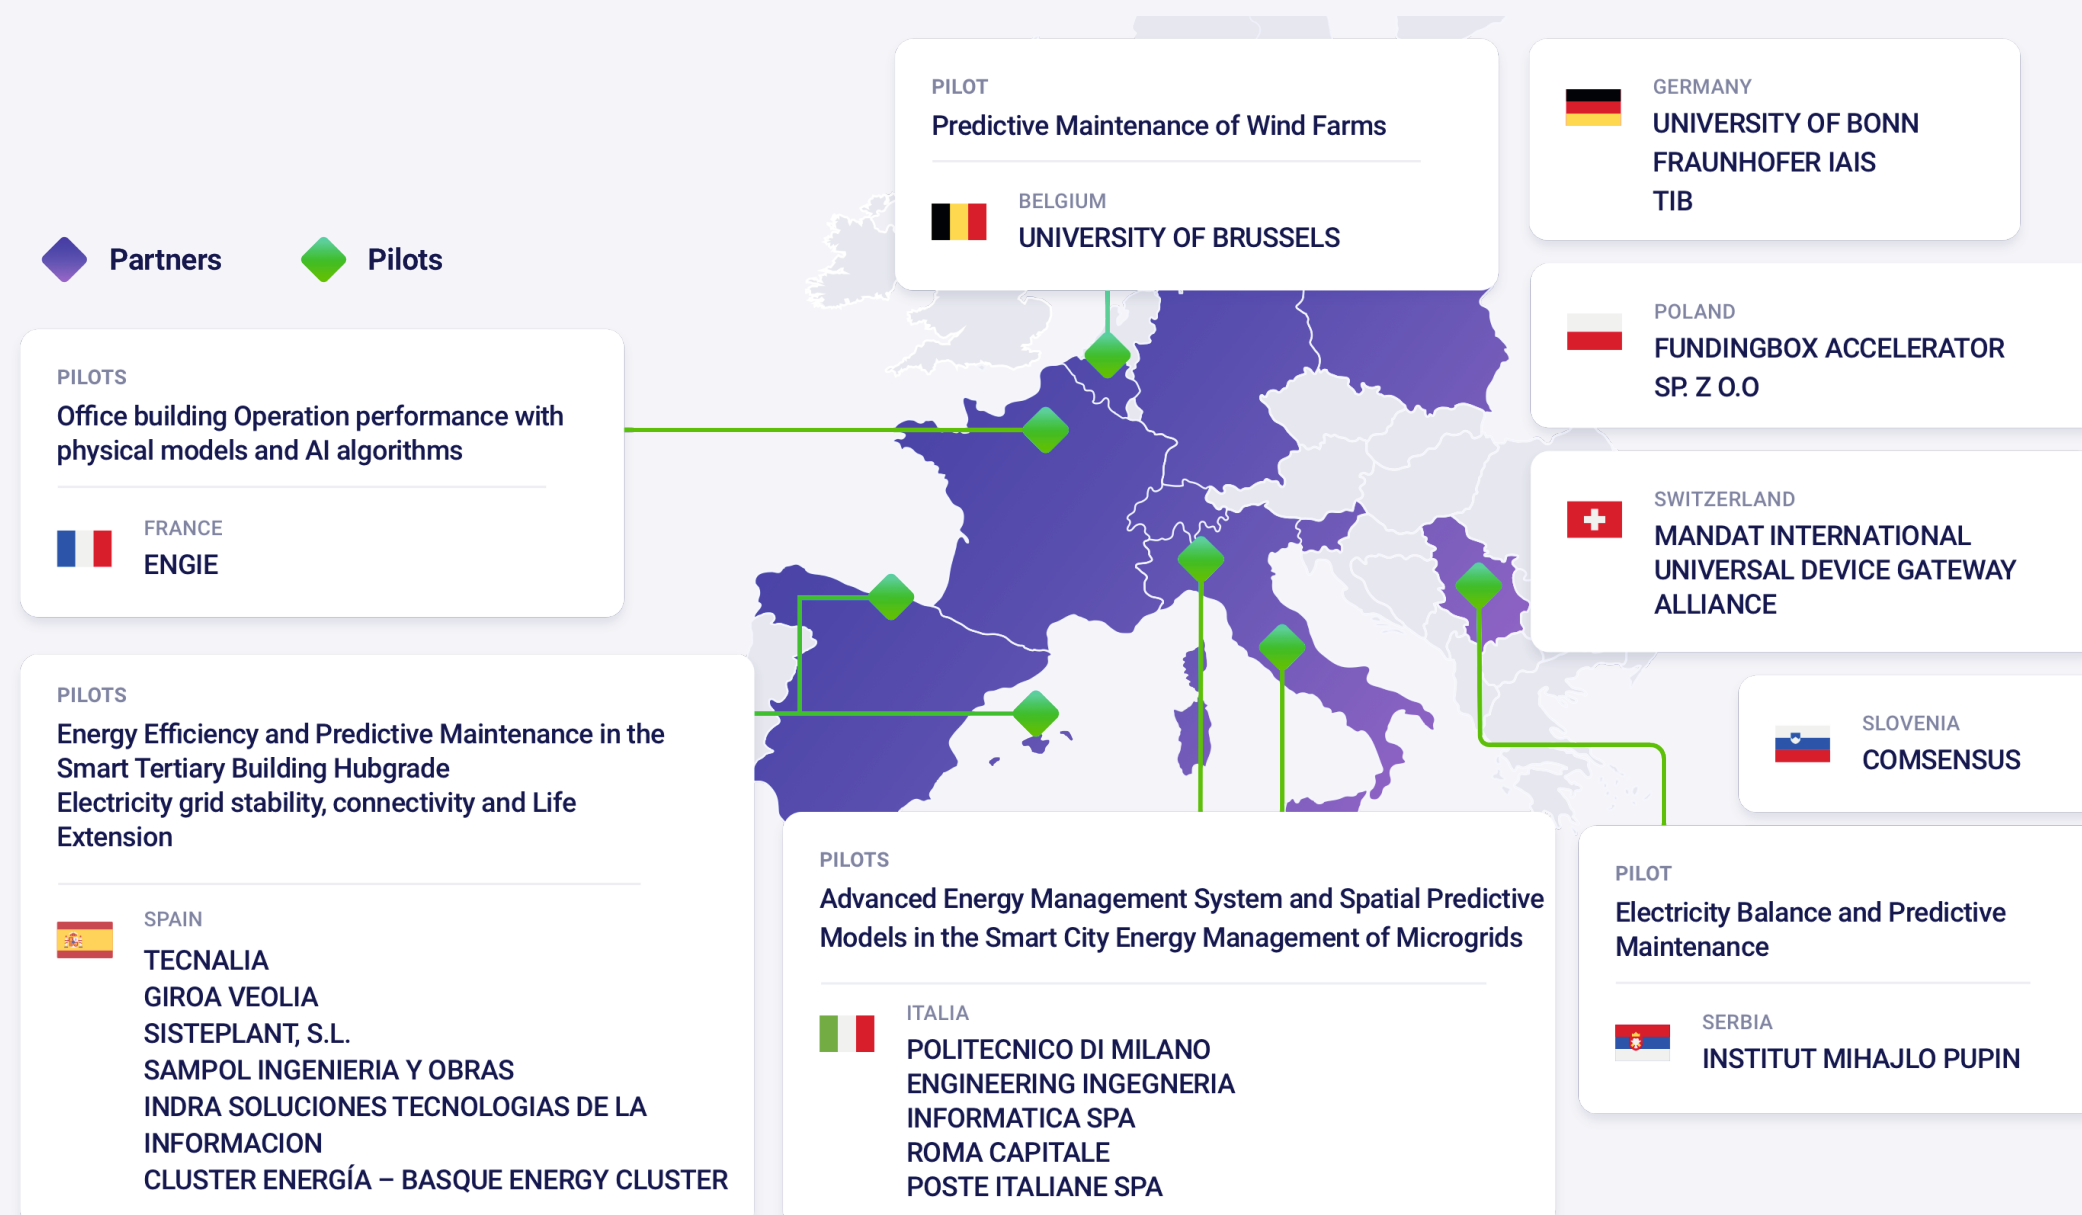 PILOT
Predictive Maintenance of Wind Farms
BELGIUM
UNIVERSITY OF BRUSSELS
GERMANY
UNIVERSITY OF BONN
FRAUNHOFER IAIS
TIB
Partners
Pilots
POLAND
FUNDINGBOX ACCELERATOR
SP. Z O.O
PILOTS
Office building Operation performance with
physical models and AI algorithms
FRANCE
ENGIE
SWITZERLAND
MANDAT INTERNATIONAL
UNIVERSAL DEVICE GATEWAY
ALLIANCE
PILOTS
Energy Efficiency and Predictive Maintenance in the
Smart Tertiary Building Hubgrade
Electricity grid stability, connectivity and Life
Extension
SPAIN
TECNALIA
GIROA VEOLIA
SISTEPLANT, S.L.
SAMPOL INGENIERIA Y OBRAS
INDRA SOLUCIONES TECNOLOGIAS DE LA
INFORMACION
CLUSTER ENERGÍA – BASQUE ENERGY CLUSTER
SLOVENIA
COMSENSUS
PILOTS
Advanced Energy Management System and Spatial Predictive
Models in the Smart City Energy Management of Microgrids
ITALIA
POLITECNICO DI MILANO
ENGINEERING INGEGNERIA
INFORMATICA SPA
ROMA CAPITALE
POSTE ITALIANE SPA
PILOT
Electricity Balance and Predictive
Maintenance
SERBIA
INSTITUT MIHAJLO PUPIN